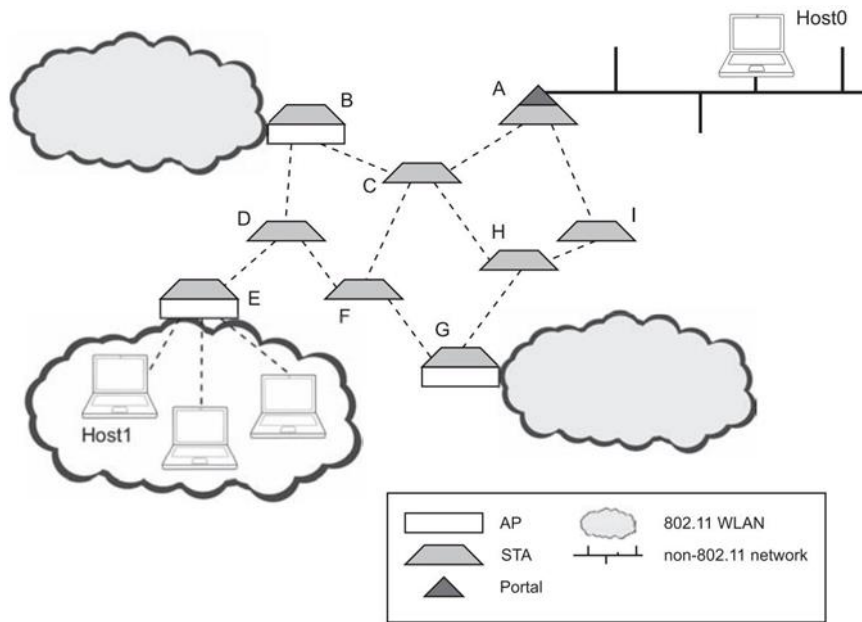 Host0
A
B
C
D
H
I
E
F
G
Host1
AP
802.11 WLAN
STA
non-802.11 network
Portal